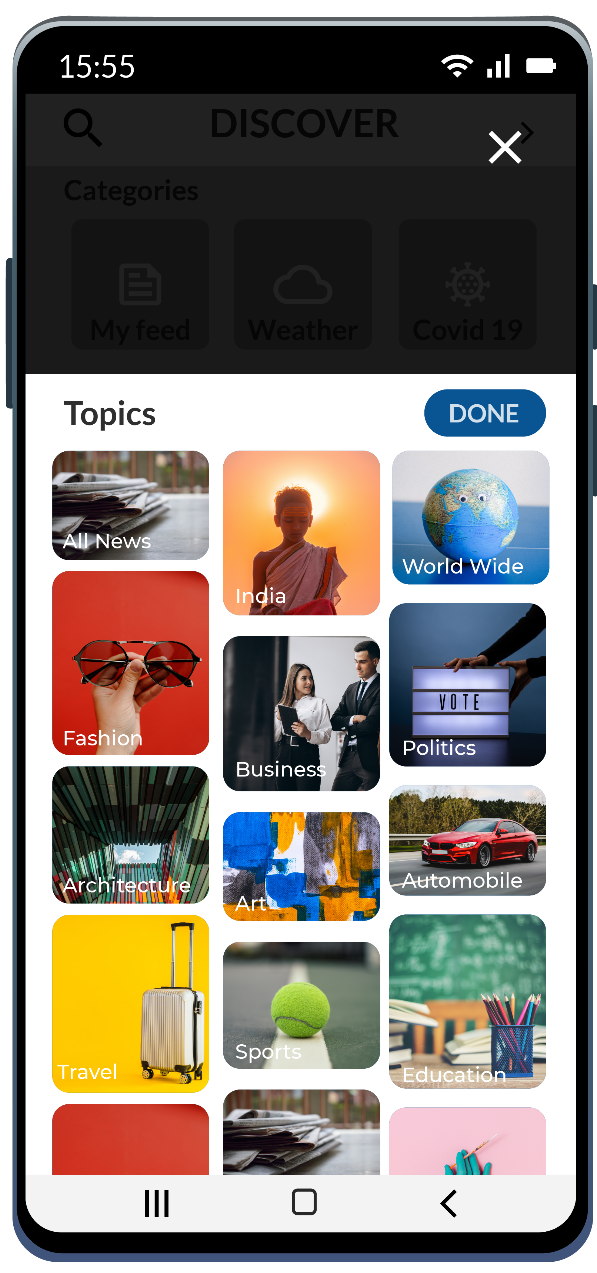 15:55
DISCOVER
Categories
My feed
Weather
Covid 19
Topics
DONE
All News
India
World Wide
Fashion
Business
VOTE
Politics
Architecture
Art
Automobile
Travel
Sports
Education